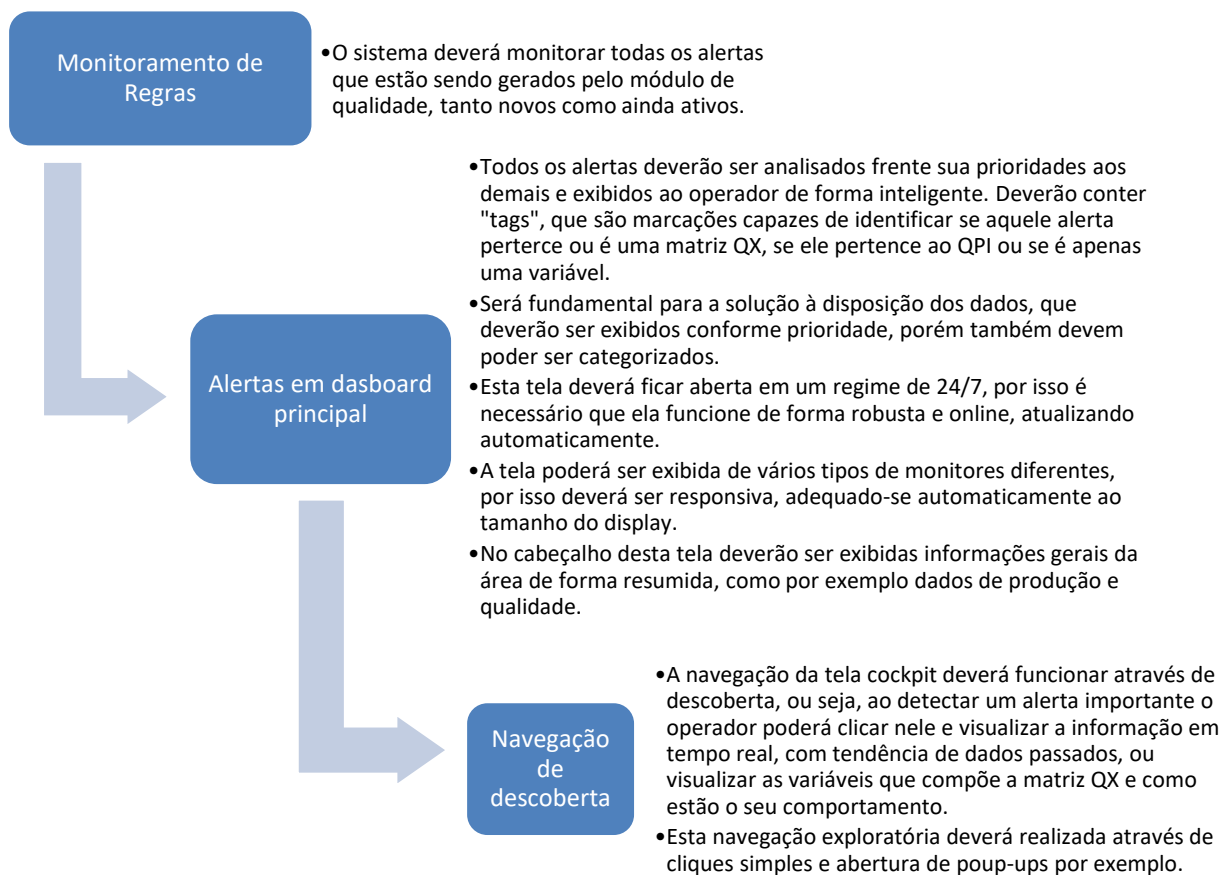 Monitoramento de
Regras
•O sistema deverá monitorar todas os alertas
que estão sendo gerados pelo módulo de
qualidade, tanto novos como ainda ativos.
Alertas em dasboard
principal
•Todos os alertas deverão ser analisados frente sua prioridades aos
demais e exibidos ao operador de forma inteligente. Deverão conter
"tags", que são marcações capazes de identificar se aquele alerta
perterce ou é uma matriz QX, se ele pertence ao QPI ou se é apenas
uma variável.
•Será fundamental para a solução à disposição dos dados, que
deverão ser exibidos conforme prioridade, porém também devem
poder ser categorizados.
•Esta tela deverá ficar aberta em um regime de 24/7, por isso é
necessário que ela funcione de forma robusta e online, atualizando
automaticamente.
•A tela poderá ser exibida de vários tipos de monitores diferentes,
por isso deverá ser responsiva, adequado-se automaticamente ao
tamanho do display.
•No cabeçalho desta tela deverão ser exibidas informações gerais da
área de forma resumida, como por exemplo dados de produção e
qualidade.
Navegação
de
descoberta
•A navegação da tela cockpit deverá funcionar através de
descoberta, ou seja, ao detectar um alerta importante o
operador poderá clicar nele e visualizar a informação em
tempo real, com tendência de dados passados, ou
visualizar as variáveis que compõe a matriz QX e como
estão o seu comportamento.
•Esta navegação exploratória deverá realizada através de
cliques simples e abertura de poup-ups por exemplo.